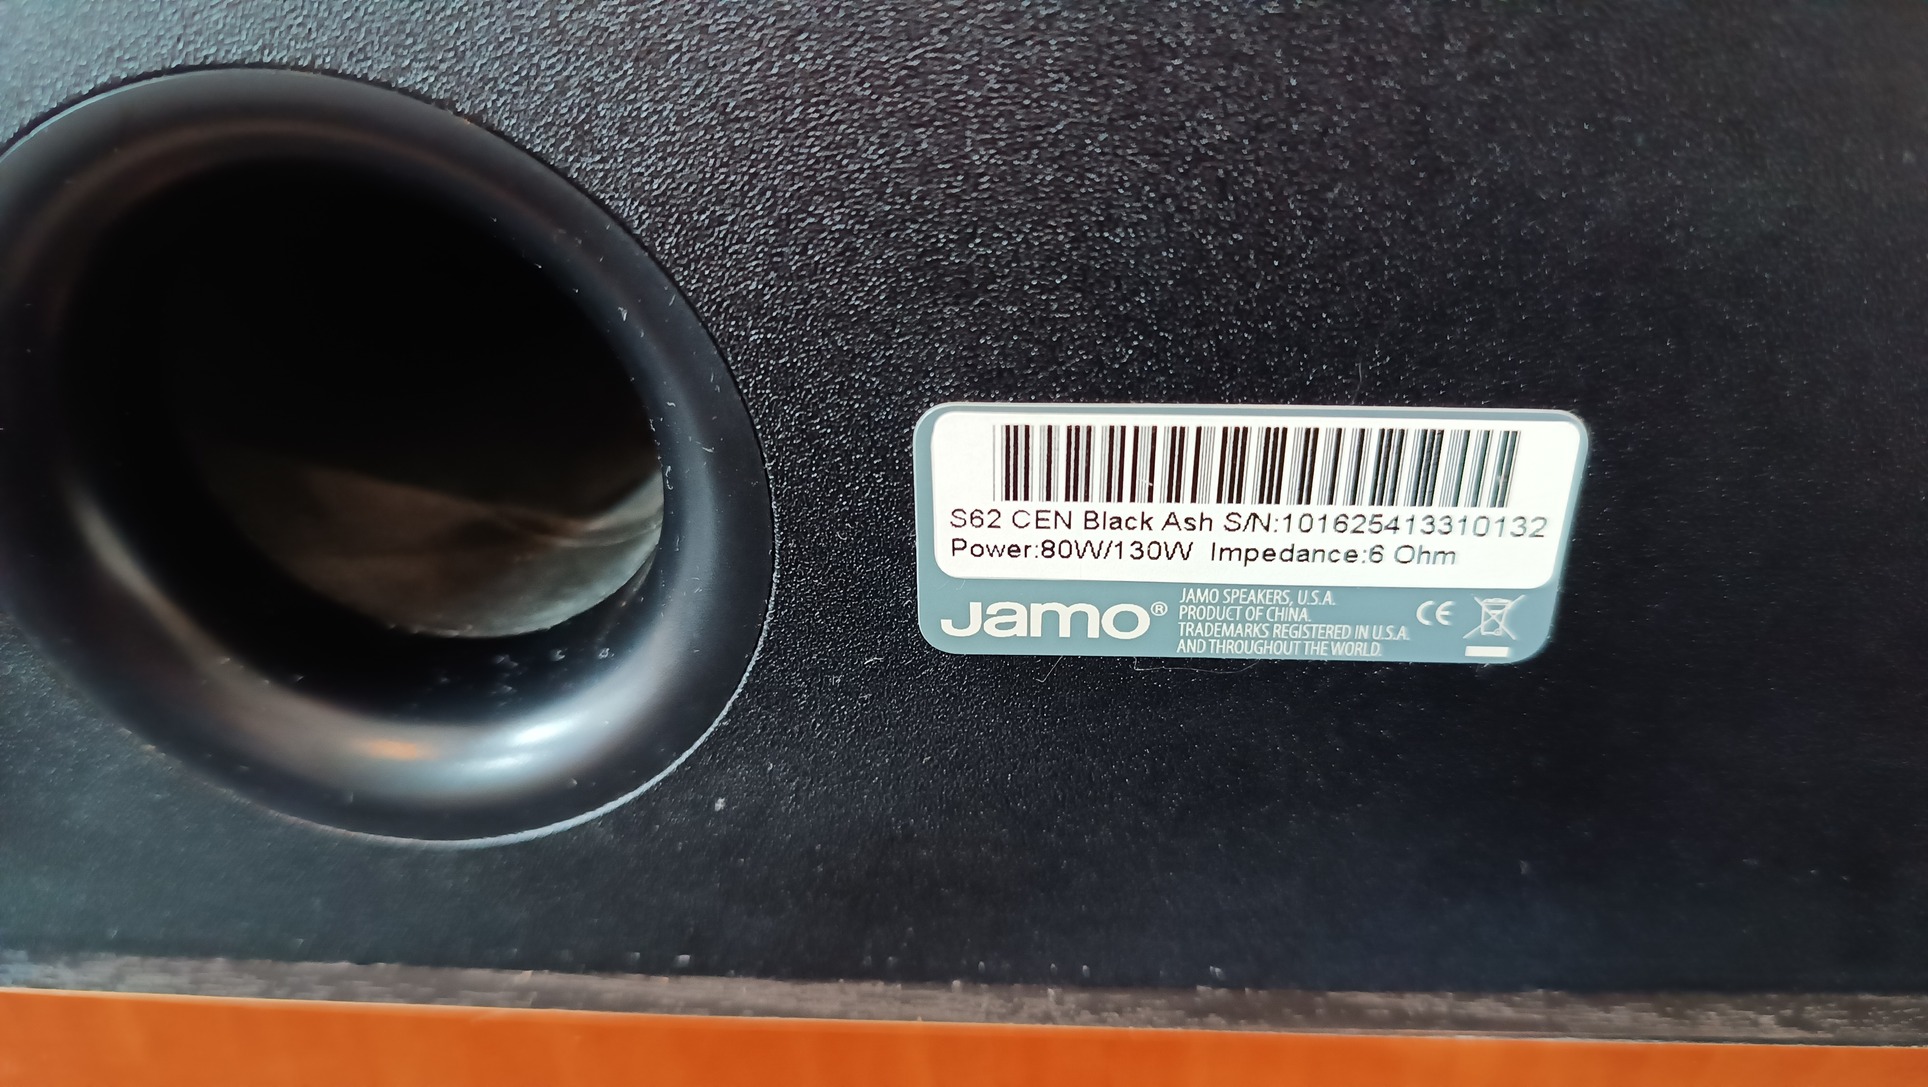 S62 CEN Black Ash S/N:101625413310132
Power:80W/130W Impedance:6 Ohm
Jamo®
JAMO SPEAKERS, U.S.A.
PRODUCT OF CHINA.
TRADEMARKS REGISTERED IN U.S.A.
AND THROUGHOUT THE WORLD.
CE